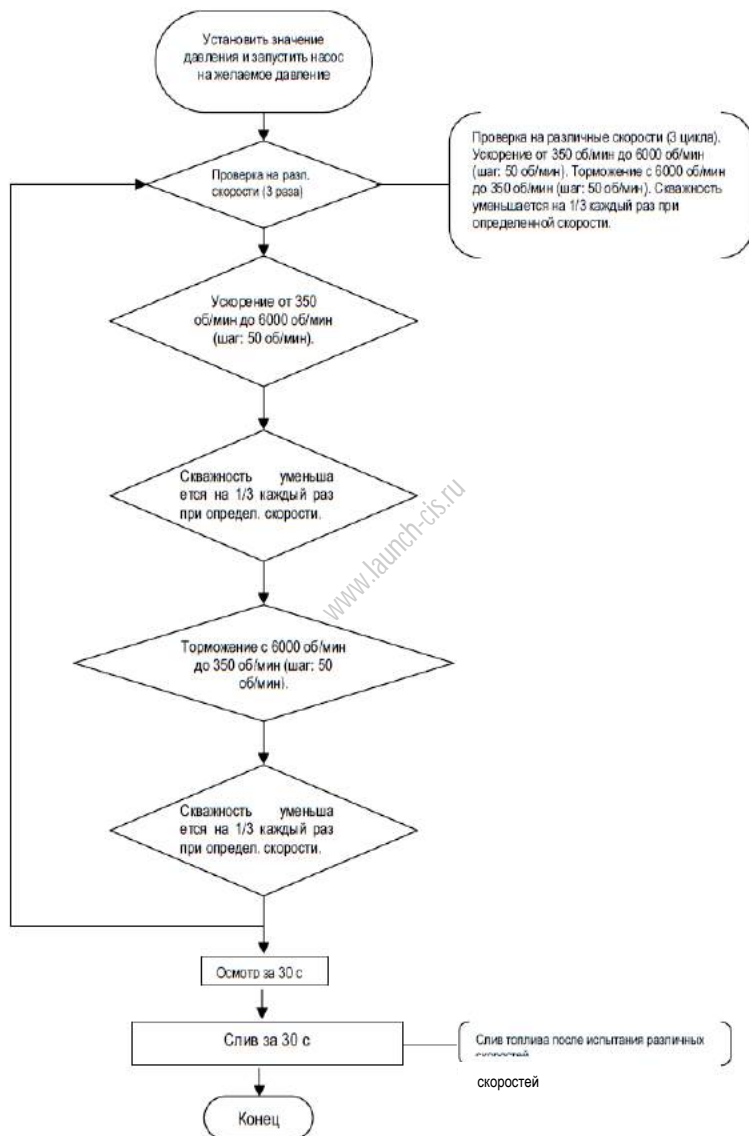 Установить значение
давления и запустить насос
на желаемое давление
Проверка на разл.
скорости (3 раза)
Проверка на различные скорости (3 цикла).
Ускорение от 350 об/мин до 6000 об/мин
(шаг: 50 об/мин). Торможение с 6000 об/мин
до 350 об/мин (шаг: 50 об/мин). Скважность
уменьшается на 1/3 каждый раз при
определенной скорости.
Ускорение от 350
об/мин до 6000 об/мин
(шаг: 50 об/мин).
Скважность уменьша
ется на 1/3 каждый раз
при определ. скорости.
www.launch-cis.ru
Торможение с 6000 об/мин
до 350 об/мин (шаг: 50
об/мин).
Скважность уменьша
ется на 1/3 каждый раз
при определ. скорости.
Осмотр за 30 с
Слив за 30 с
Слив топлива после испытания различных
скоростей
скоростей
Конец